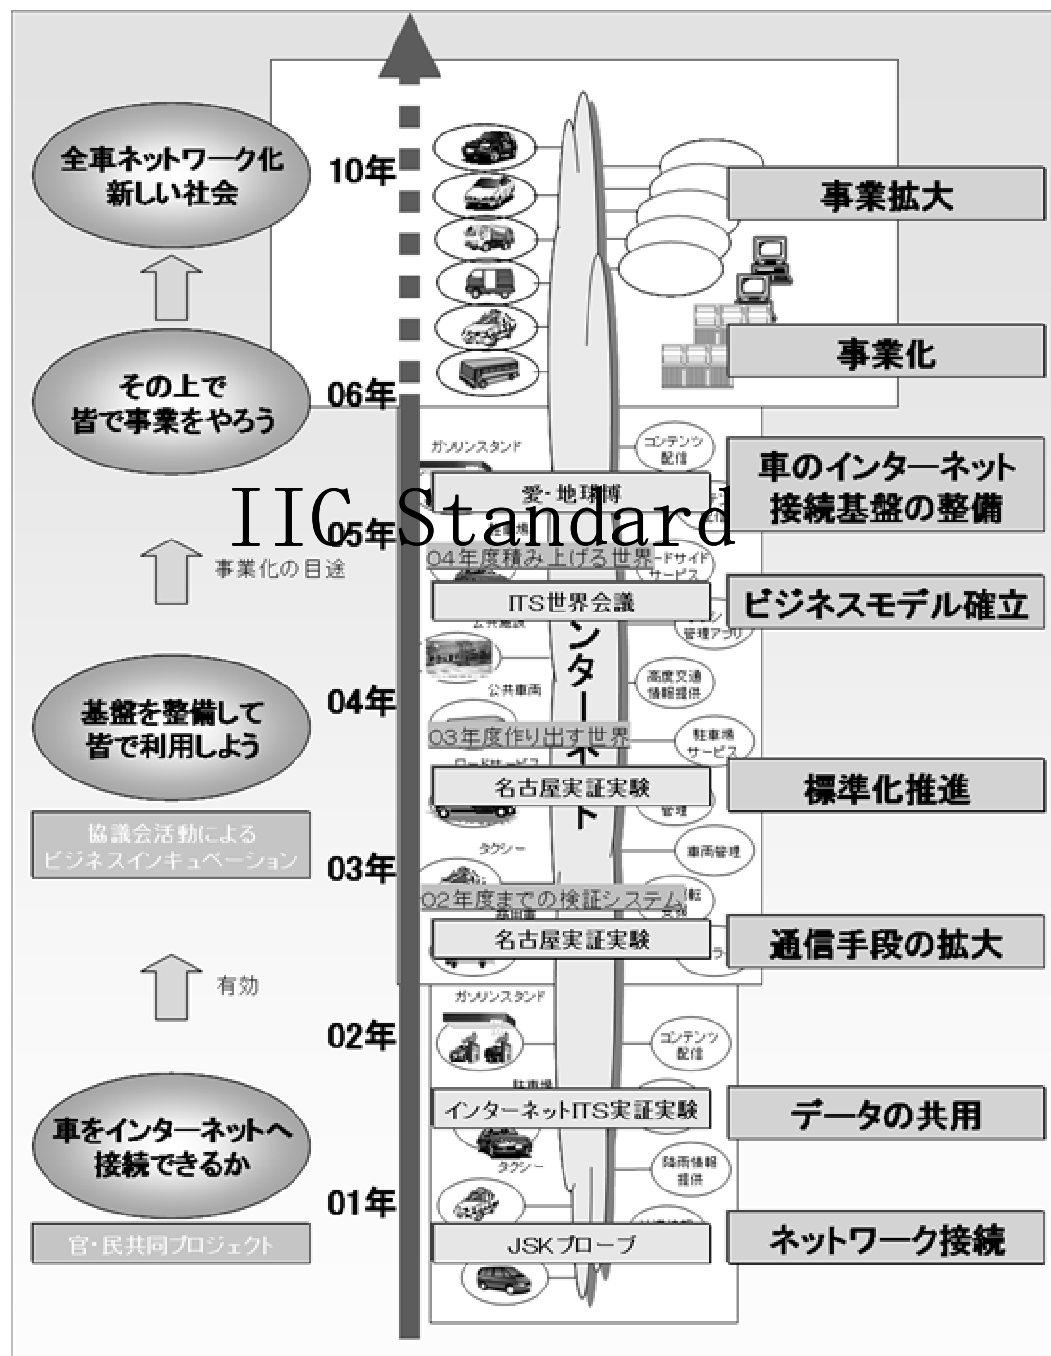 全車ネットワーク化
新しい社会
10年
事業拡大
事業化
その上で
皆で事業をやろう
06年
ガソリンスタンド
コンテンツ
配信
車のインターネット
接続基盤の整備
愛・地球博
IIC Standard
05年
事業化の目途
04年度積み上げる世界
サービス
ITS世界会議
ビジネスモデル確立
管理アプリ
公共車両
高度交通
情報提供
04年
基盤を整備して
皆で利用しよう
03年度作り出す世界
駐車場
サービス
名古屋実証実験
標準化推進
管理
協議会活動による
ビジネスインキュベーション
タクシー
車両管理
03年
02年度までの検証システム
名古屋実証実験
通信手段の拡大
有効
ガソリンスタンド
02年
コンテンツ
配信
駐車場
インターネットITS実証実験
データの共用
車をインターネットへ
接続できるか
タクシー
降雨情報
提供
01年
官・民共同プロジェクト
JSKプローブ
ネットワーク接続